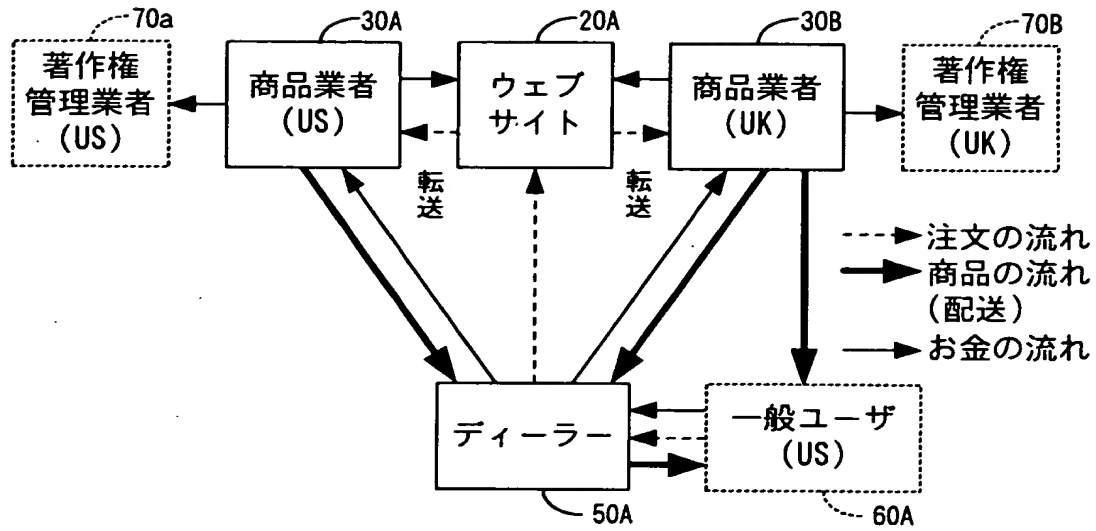 70a
30A
20A
30B
70B
著作権
管理業者
(US)
商品業者
(US)
ウェブ
サイト
商品業者
(UK)
著作権
管理業者
(UK)
転送
転送
注文の流れ
商品の流れ
(配送)
お金の流れ
ディーラー
一般ユーザ
(US)
50A
60A